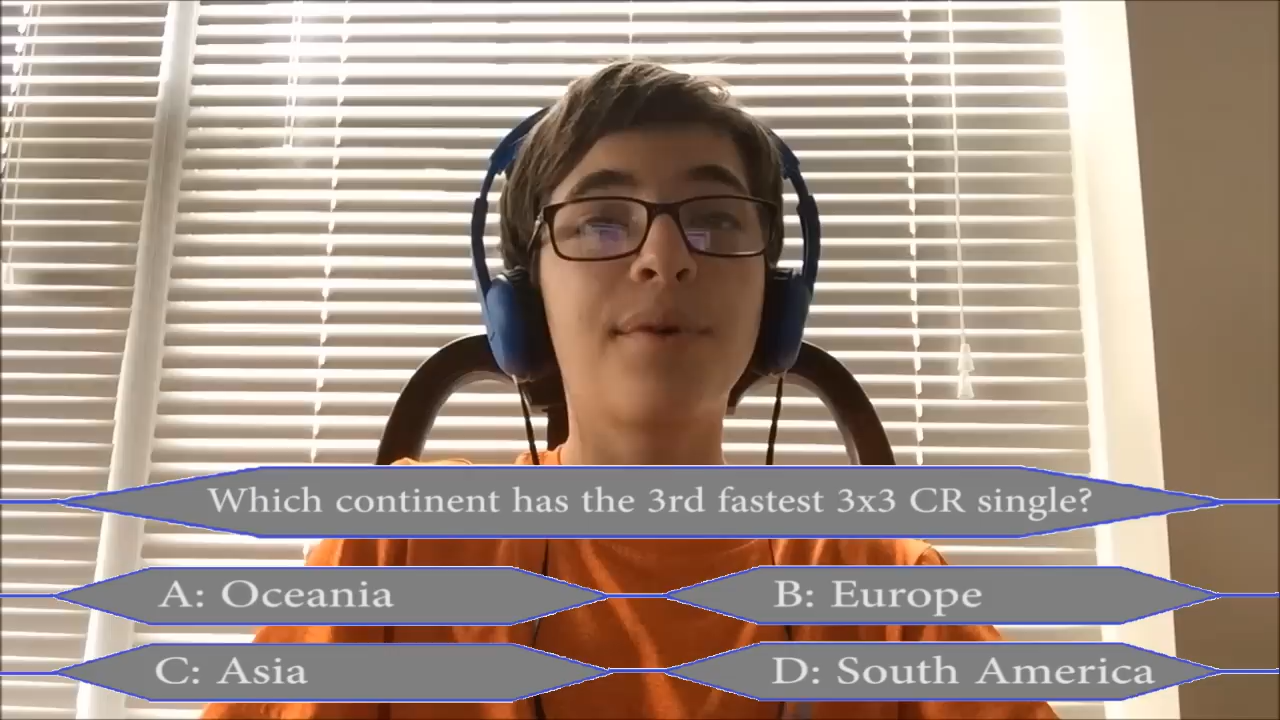 Which continent has the 3rd fastest 3x3 CR single?
A: Oceania
B: Europe
C: Asia
D: South America